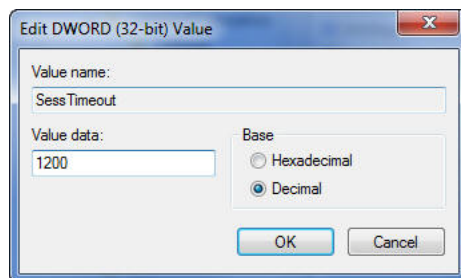 Edit DWORD (32-bit) Value
Value name:
SessTimeout
Value data:
1200
Base
Hexadecimal
Decimal
OK
Cancel